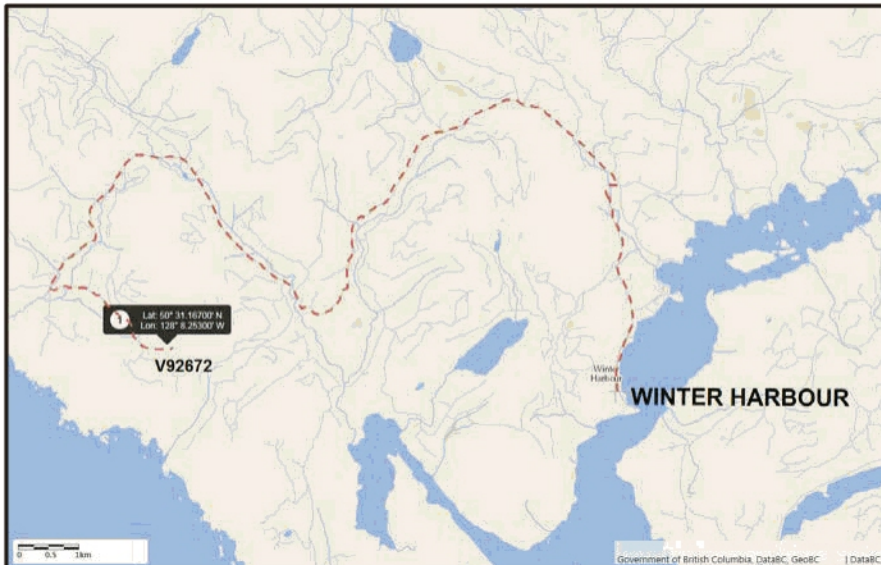 1
Lat: 50° 31.16700' N
Lon: 128° 8.25300' W
V92672
Winter
Harbour
WINTER HARBOUR
0 0.5 1km
Government of British Columbia, DataBC, GeoBC | DataBC